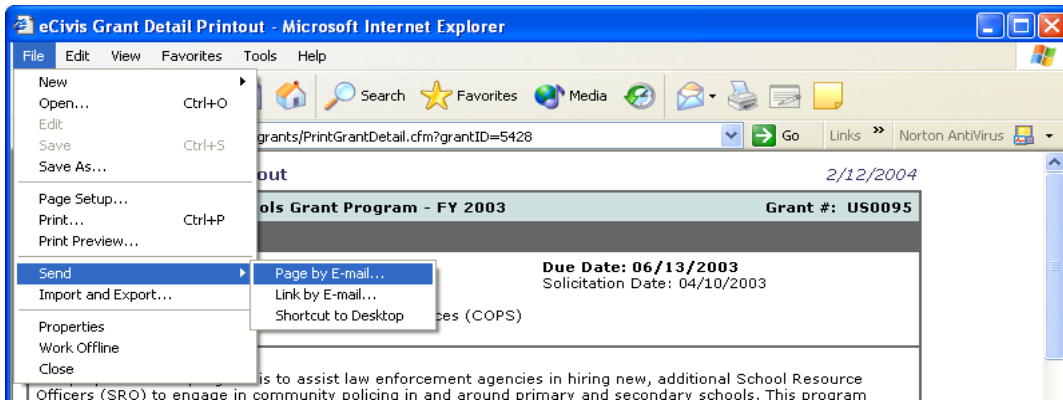 eCivis Grant Detail Printout - Microsoft Internet Explorer
File Edit View Favorites Tools Help
New
Open... Ctrl+O
Edit
Save Ctrl+S
Save As...
Page Setup...
Print... Ctrl+P
Print Preview...
Send
Import and Export...
Properties
Work Offline
Close
Page by E-mail...
Link by E-mail...
Shortcut to Desktop
Search Favorites Media
grants/PrintGrantDetail.cfm?grantID=5428 Go Links » Norton AntiVirus
out 2/12/2004
ols Grant Program - FY 2003 Grant #: US0095
Due Date: 06/13/2003
Solicitation Date: 04/10/2003
ces (COPS)
is to assist law enforcement agencies in hiring new, additional School Resource
Officers (SRO) to engage in community policing in and around primary and secondary schools. This program